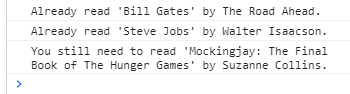 Already read 'Bill Gates' by The Road Ahead.
Already read 'Steve Jobs' by Walter Isaacson.
You still need to read 'Mockingjay: The Final
Book of The Hunger Games' by Suzanne Collins.
>